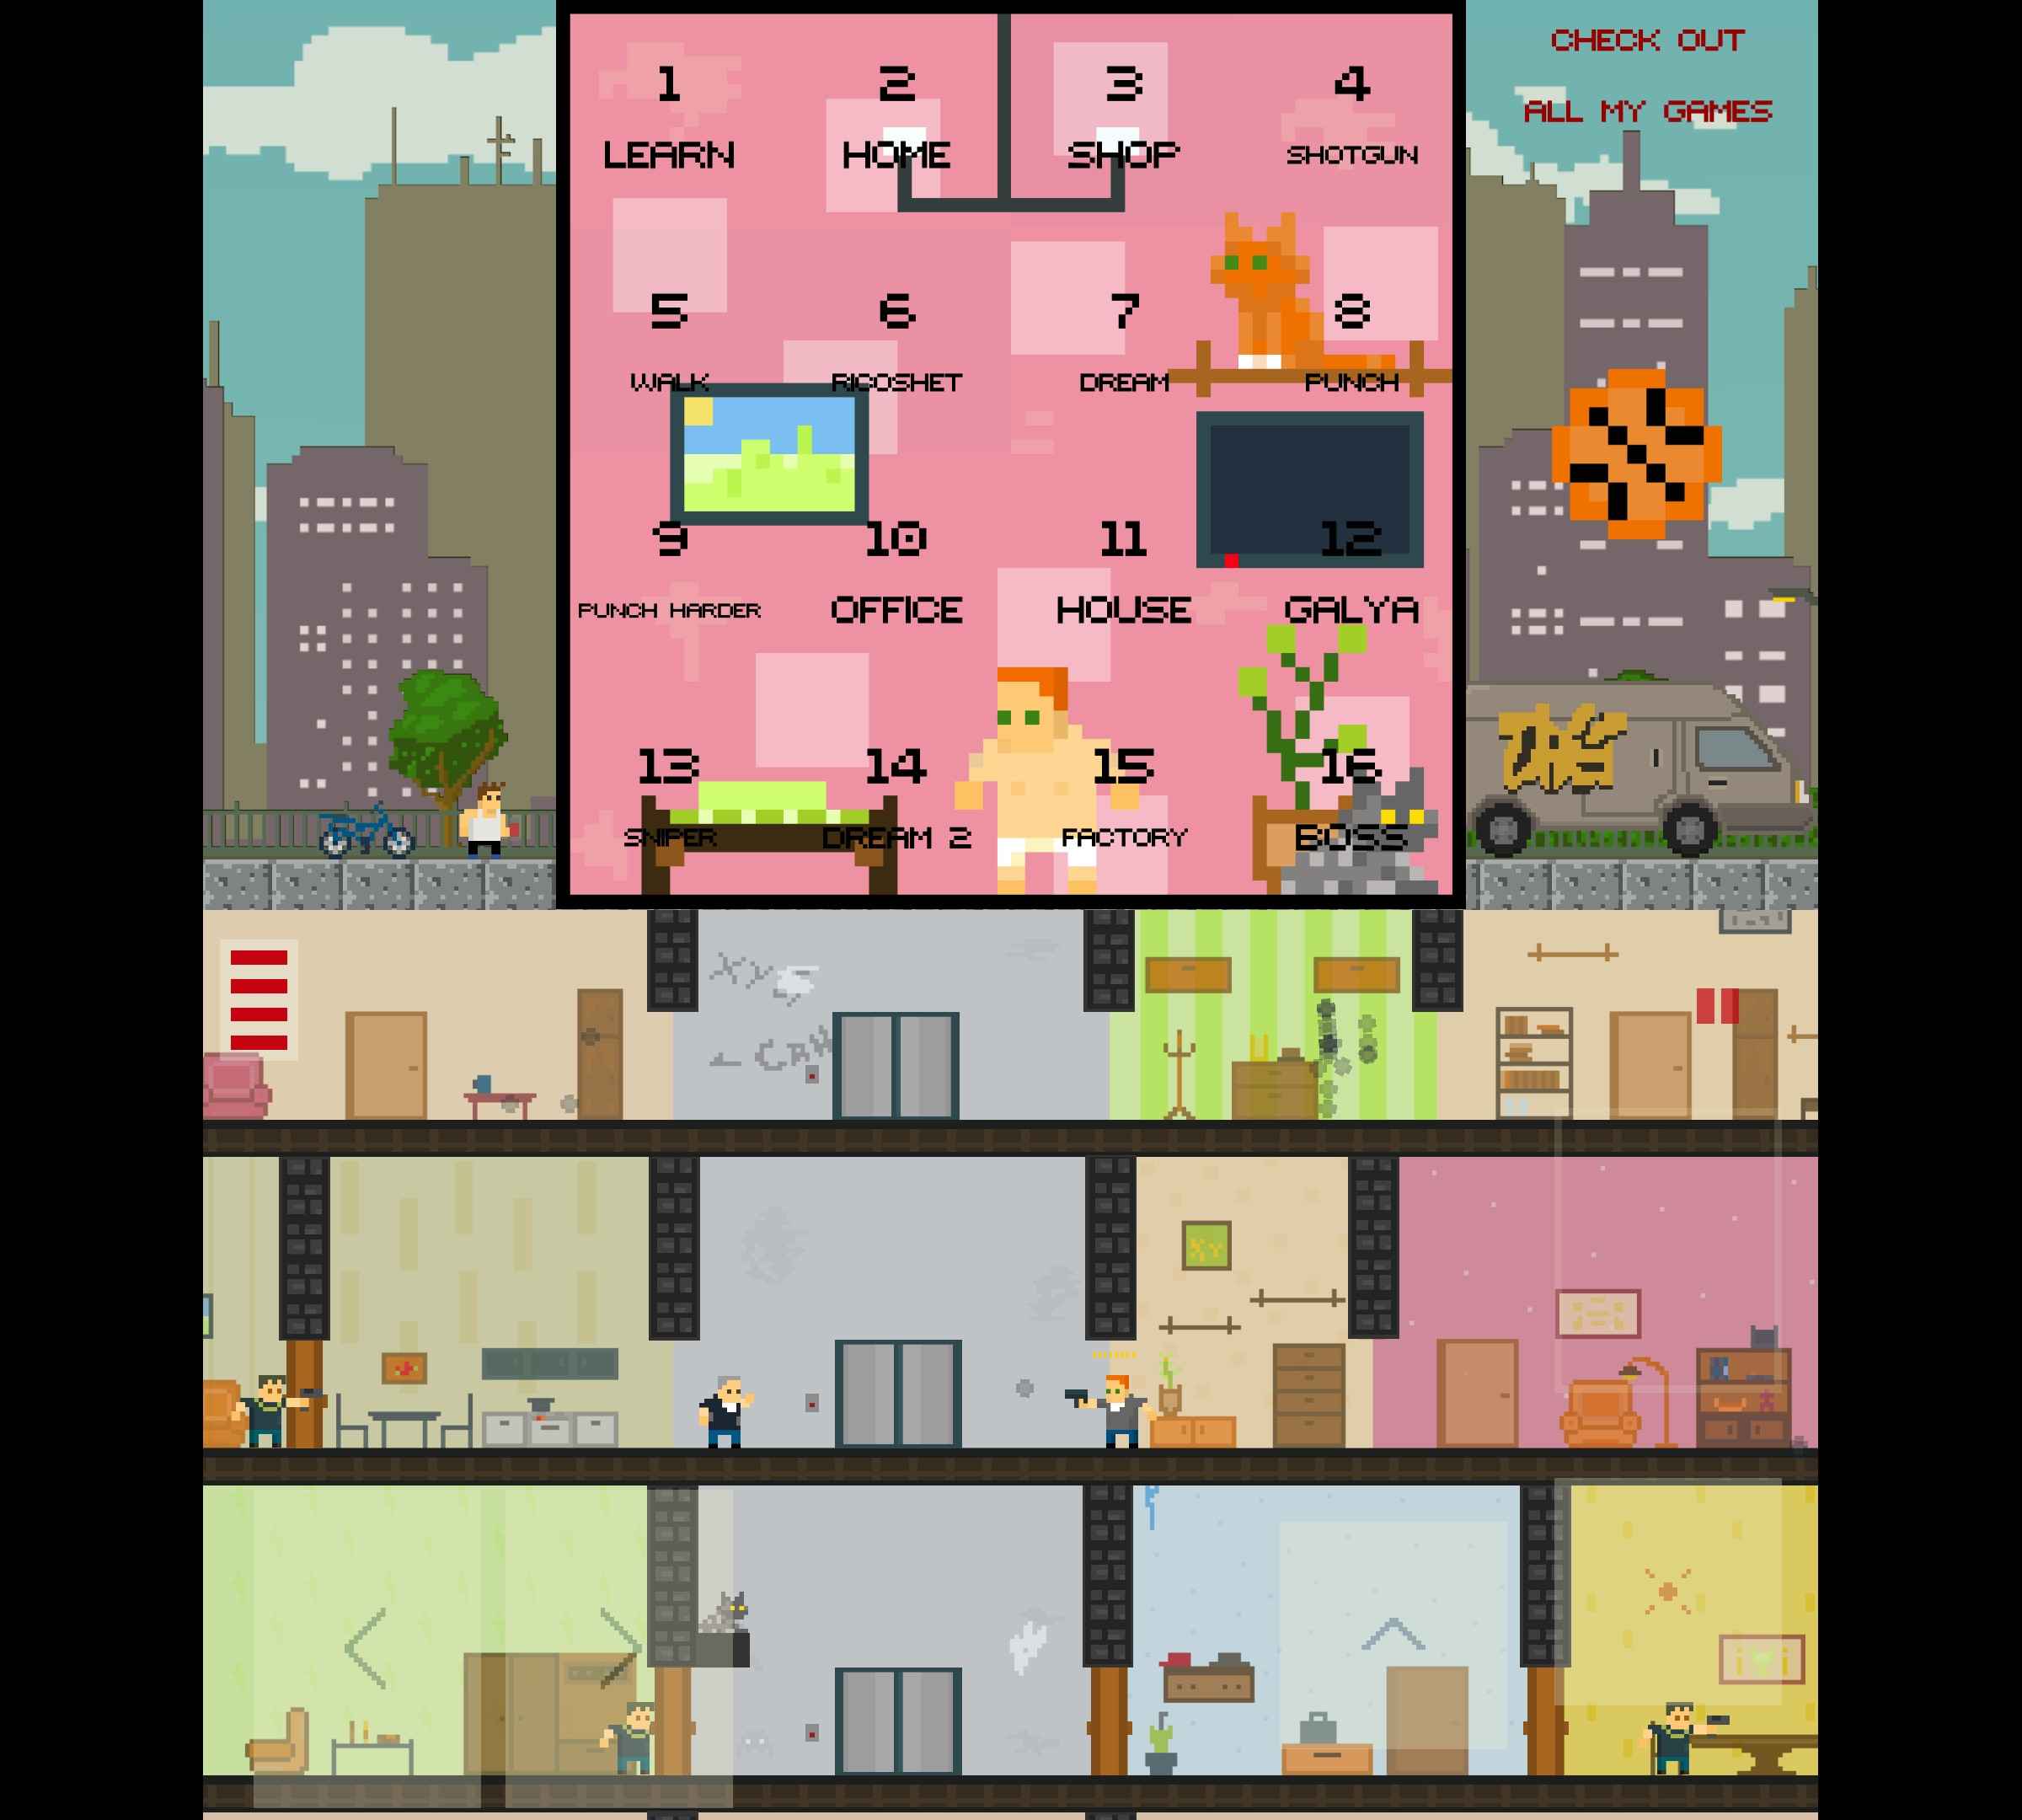 CHECK OUT
ALL MY GAMES
1 2 3 4
LEARN HOME SHOP SHOTGUN
5 6 7 8
WALK RICOSHET DREAM PUNCH
9 10 11 12
PUNCH HARDER OFFICE HOUSE GALYA
13 14 15 16
SNIPER DREAM 2 FACTORY BOSS